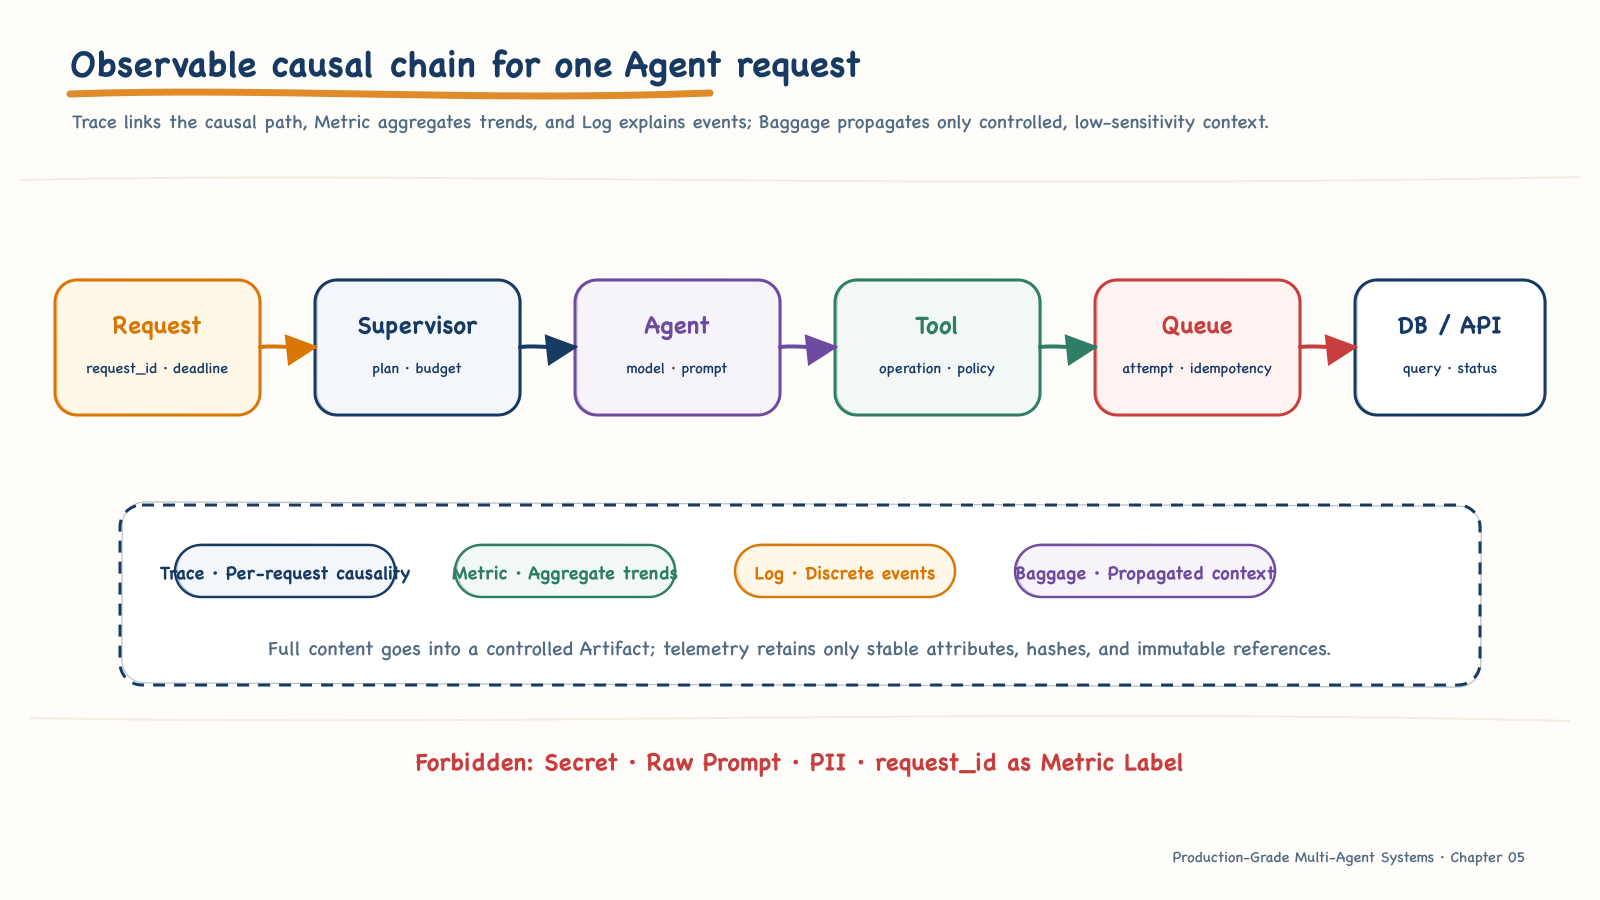 Observable causal chain for one Agent request
Trace links the causal path, Metric aggregates trends, and Log explains events; Baggage propagates only controlled, low-sensitivity context.
Request
request_id · deadline
Supervisor
plan · budget
Agent
model · prompt
Tool
operation · policy
Queue
attempt · idempotency
DB / API
query · status
Trace · Per-request causality
Metric · Aggregate trends
Log · Discrete events
Baggage · Propagated context
Full content goes into a controlled Artifact; telemetry retains only stable attributes, hashes, and immutable references.
Forbidden: Secret · Raw Prompt · PII · request_id as Metric Label
Production-Grade Multi-Agent Systems · Chapter 05